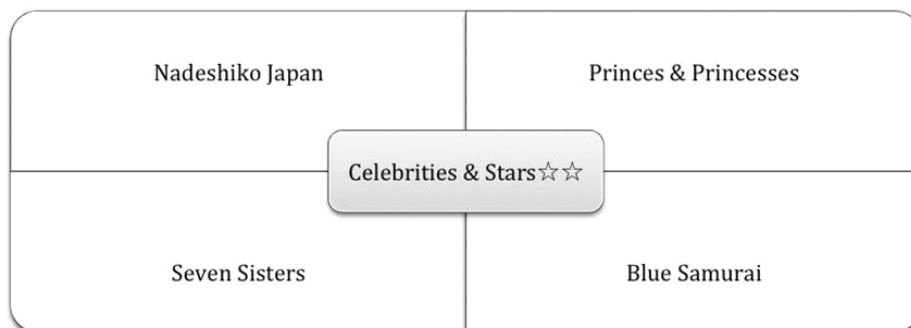 Nadeshiko Japan
Princes & Princesses
Celebrities & Stars☆☆
Seven Sisters
Blue Samurai